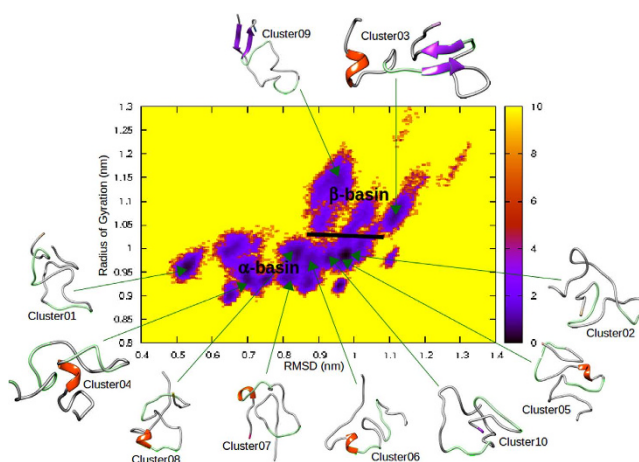 Cluster09
Cluster03
1.3
1.25
1.2
1.15
1.1
1.05
1
0.95
0.9
0.85
0.8
Radius of Gyration (nm)
β-basin
α-basin
10
8
6
4
2
0
0.4 0.5 0.6 0.7 0.8 0.9 1 1.1 1.2 1.3 1.4
RMSD (nm)
Cluster01
Cluster02
Cluster04
Cluster05
Cluster08
Cluster07
Cluster06
Cluster10